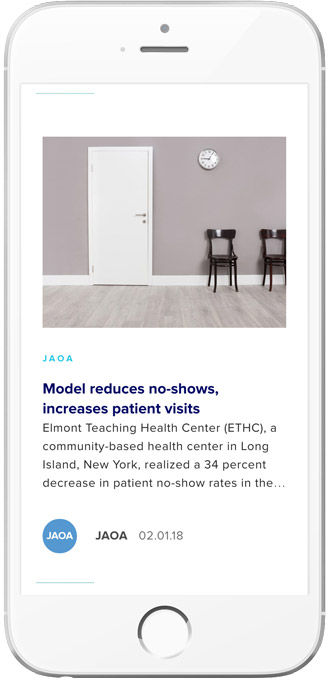 JAOA
Model reduces no-shows,
increases patient visits
Elmont Teaching Health Center (ETHC), a
community-based health center in Long
Island, New York, realized a 34 percent
decrease in patient no-show rates in the...
JAOA JAOA 02.01.18